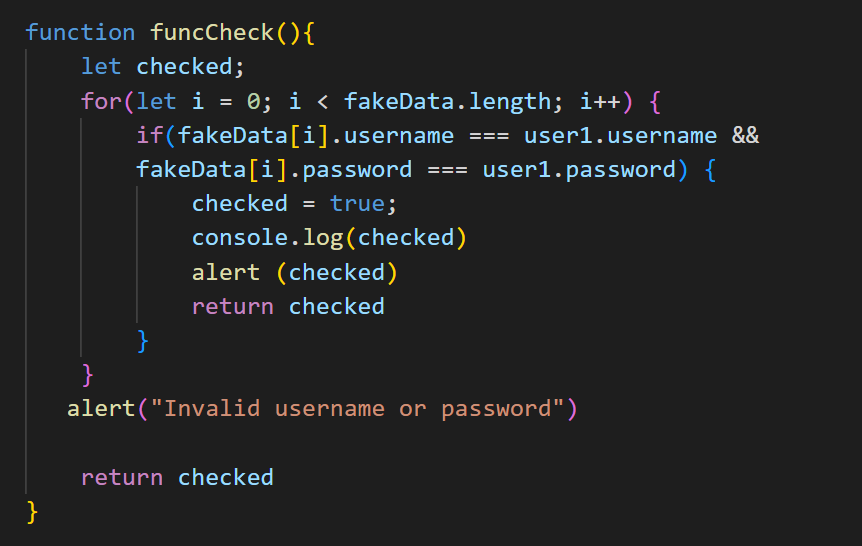 function funcCheck(){
    let checked;
    for(let i = 0; i < fakeData.length; i++) {
        if(fakeData[i].username === user1.username &&
        fakeData[i].password === user1.password) {
            checked = true;
            console.log(checked)
            alert (checked)
            return checked
        }
    }
   alert("Invalid username or password")

    return checked
}